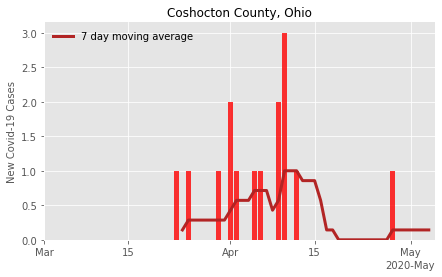 Coshocton County, Ohio
7 day moving average
New Covid-19 Cases
3.0
2.5
2.0
1.5
1.0
0.5
0.0
Mar
15
Apr
15
May
2020-May